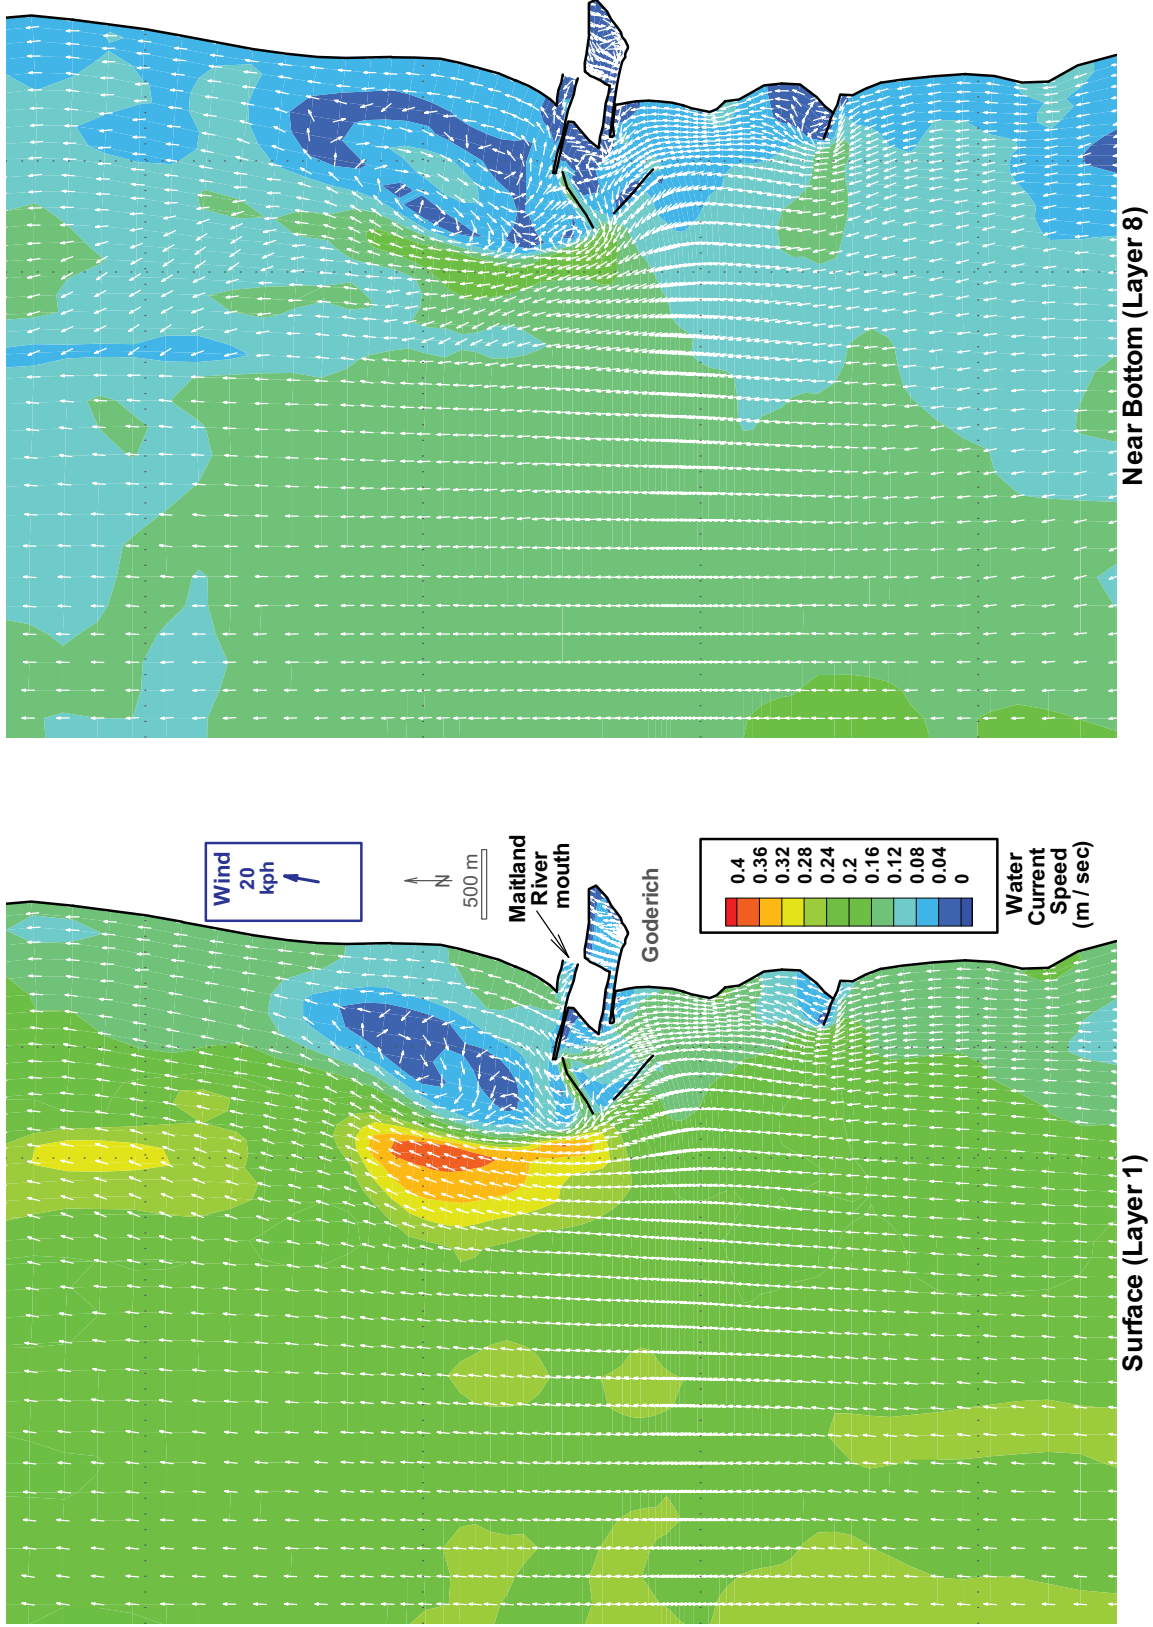 Near Bottom (Layer 8)
Wind
20
kph
N
500 m
Maitland
River
mouth
Goderich
0.4
0.36
0.32
0.28
0.24
0.2
0.16
0.12
0.08
0.04
0
Water
Current
Speed
(m / sec)
Surface (Layer 1)